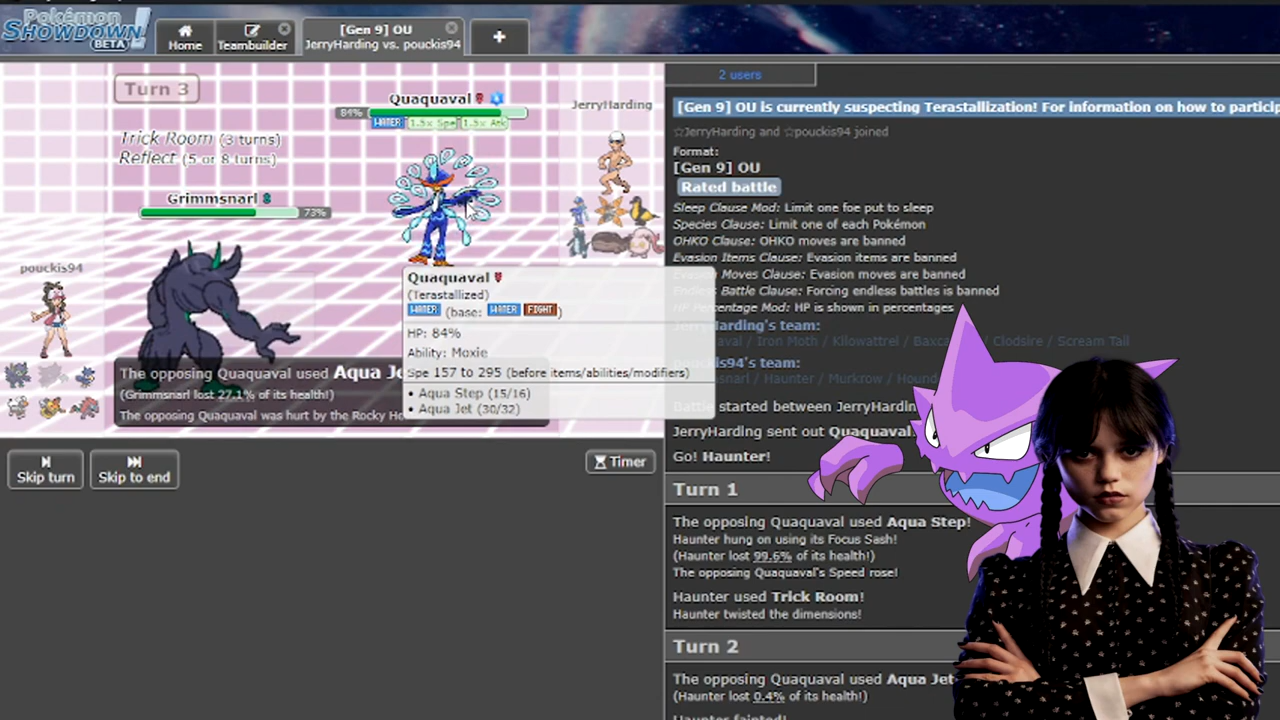 Pokémon
SHOWDOWN!
BETA
Home
Teambuilder
[Gen 9] OU
JerryHarding vs. pouckis94
+
Turn 3
Trick Room (3 turns)
Reflect (5 or 8 turns)
Quaquaval
84%
WATER 1.5× Spe 1.5× Atk
JerryHarding
Grimmsnarl
73%
pouckis94
The opposing Quaquaval used Aqua Je
(Grimmsnarl lost 27.1% of its health!)
The opposing Quaquaval was hurt by the Rocky He
Quaquaval
(Terastallized)
WATER (base: WATER FIGHT)
HP: 84%
Ability: Moxie
Spe 157 to 295 (before items/abilities/modifiers)
• Aqua Step (15/16)
• Aqua Jet (30/32)
Skip turn
Skip to end
Timer
2 users
[Gen 9] OU is currently suspecting Terastallization! For information on how to particip
☆JerryHarding and ☆pouckis94 joined
Format:
[Gen 9] OU
Rated battle
Sleep Clause Mod: Limit one foe put to sleep
Species Clause: Limit one of each Pokémon
OHKO Clause: OHKO moves are banned
Evasion Items Clause: Evasion items are banned
Evasion Moves Clause: Evasion moves are banned
Endless Battle Clause: Forcing endless battles is banned
HP Percentage Mod: HP is shown in percentages
JerryHarding's team:
aval / Iron Moth / Kilowattrel / Baxca / Clodsire / Scream Tail
pouckis94's team:
snarl / Haunter / Murkrow / Hound
Battle started between JerryHardin
JerryHarding sent out Quaquaval.
Go! Haunter!
Turn 1
The opposing Quaquaval used Aqua Step!
Haunter hung on using its Focus Sash!
(Haunter lost 99.6% of its health!)
The opposing Quaquaval's Speed rose!
Haunter used Trick Room!
Haunter twisted the dimensions!
Turn 2
The opposing Quaquaval used Aqua Jet
(Haunter lost 0.4% of its health!)
Haunter fainted!